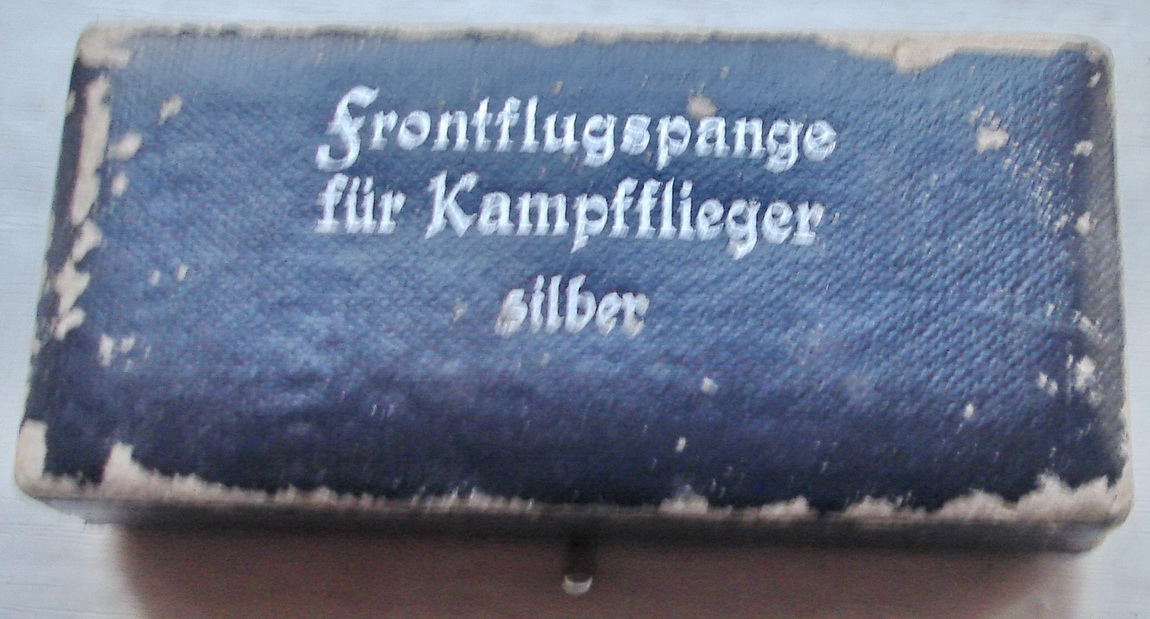 Frontflugspange
für Kampfflieger
silber